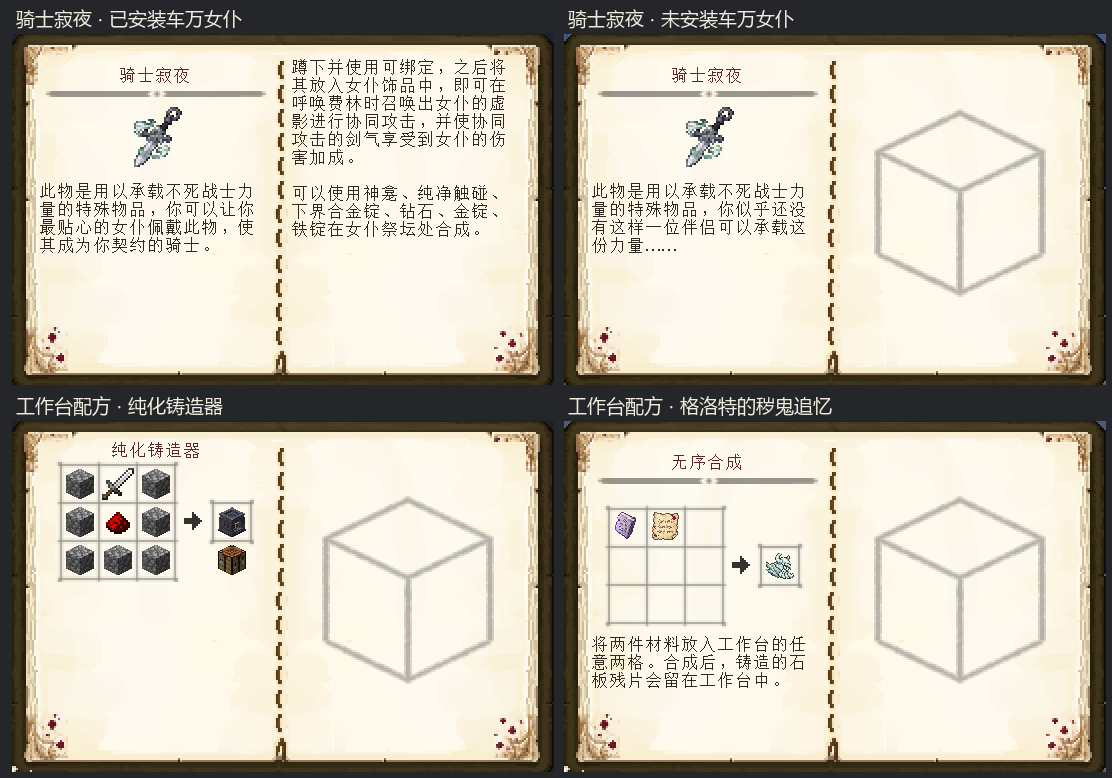 骑士寂夜 · 已安装车万女仆
骑士寂夜
此物是用以承载不死战士力
量的特殊物品，你可以让你
最贴心的女仆佩戴此物，使
其成为你契约的骑士。
蹲下并使用可绑定，之后将
其放入女仆饰品中，即可在
呼唤费林时召唤出女仆的虚
影进行协同攻击，并使协同
攻击的剑气享受到女仆的伤
害加成。
可以使用神龛、纯净触碰、
下界合金锭、钻石、金锭、
铁锭在女仆祭坛处合成。
骑士寂夜 · 未安装车万女仆
骑士寂夜
此物是用以承载不死战士力
量的特殊物品，你似乎还没
有这样一位伴侣可以承载这
份力量……
工作台配方 · 纯化铸造器
纯化铸造器
工作台配方 · 格洛特的秽鬼追忆
无序合成
将两件材料放入工作台的任
意两格。合成后，铸造的石
板残片会留在工作台中。